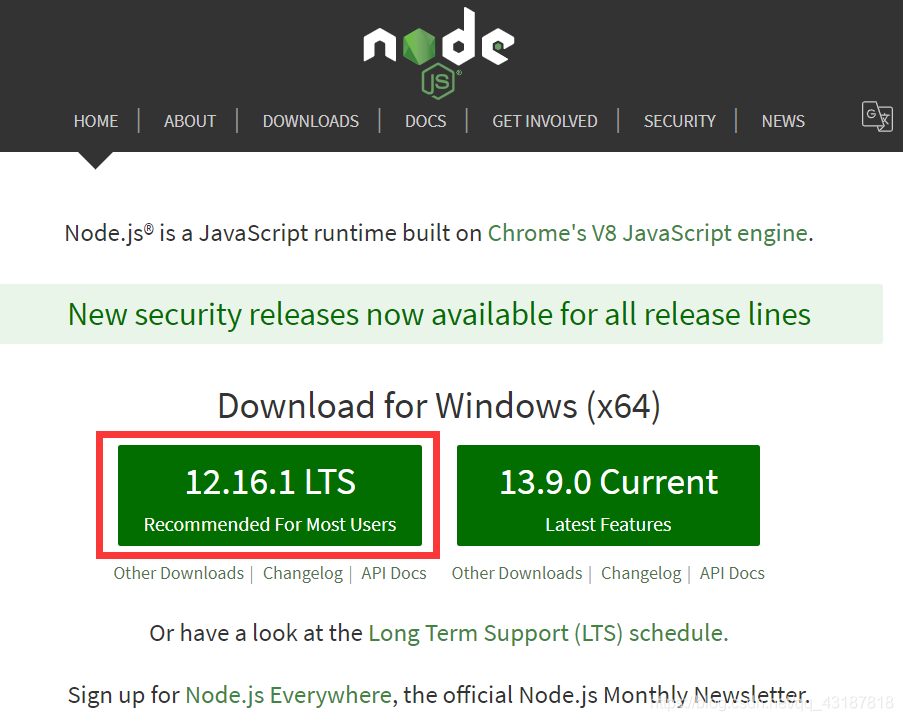 node
JS®
HOME | ABOUT | DOWNLOADS | DOCS | GET INVOLVED | SECURITY | NEWS
Node.js® is a JavaScript runtime built on Chrome's V8 JavaScript engine.
New security releases now available for all release lines
Download for Windows (x64)
12.16.1 LTS
Recommended For Most Users
13.9.0 Current
Latest Features
Other Downloads | Changelog | API Docs
Other Downloads | Changelog | API Docs
Or have a look at the Long Term Support (LTS) schedule.
Sign up for Node.js Everywhere, the official Node.js Monthly Newsletter.
https://blog.csdn.net/qq_43187818